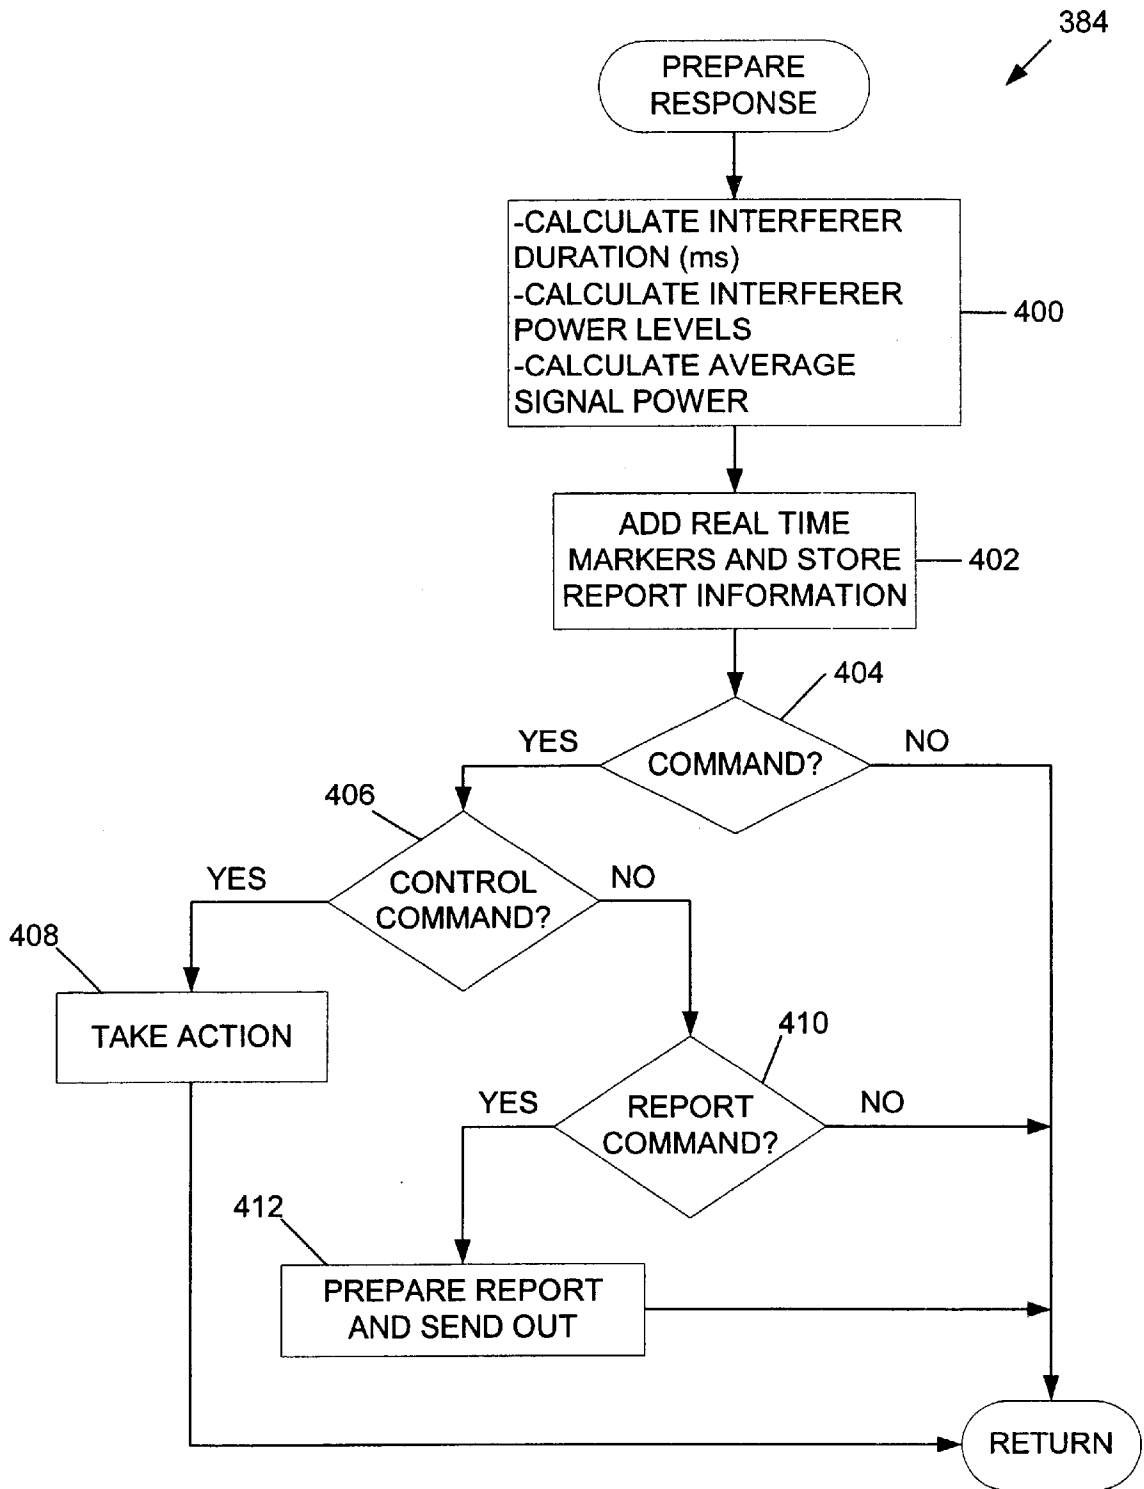 384
PREPARE
RESPONSE
-CALCULATE INTERFERER
DURATION (ms)
-CALCULATE INTERFERER
POWER LEVELS
-CALCULATE AVERAGE
SIGNAL POWER
400
ADD REAL TIME
MARKERS AND STORE
REPORT INFORMATION
402
404
YES
COMMAND?
NO
406
YES
CONTROL
COMMAND?
NO
408
TAKE ACTION
410
YES
REPORT
COMMAND?
NO
412
PREPARE REPORT
AND SEND OUT
RETURN